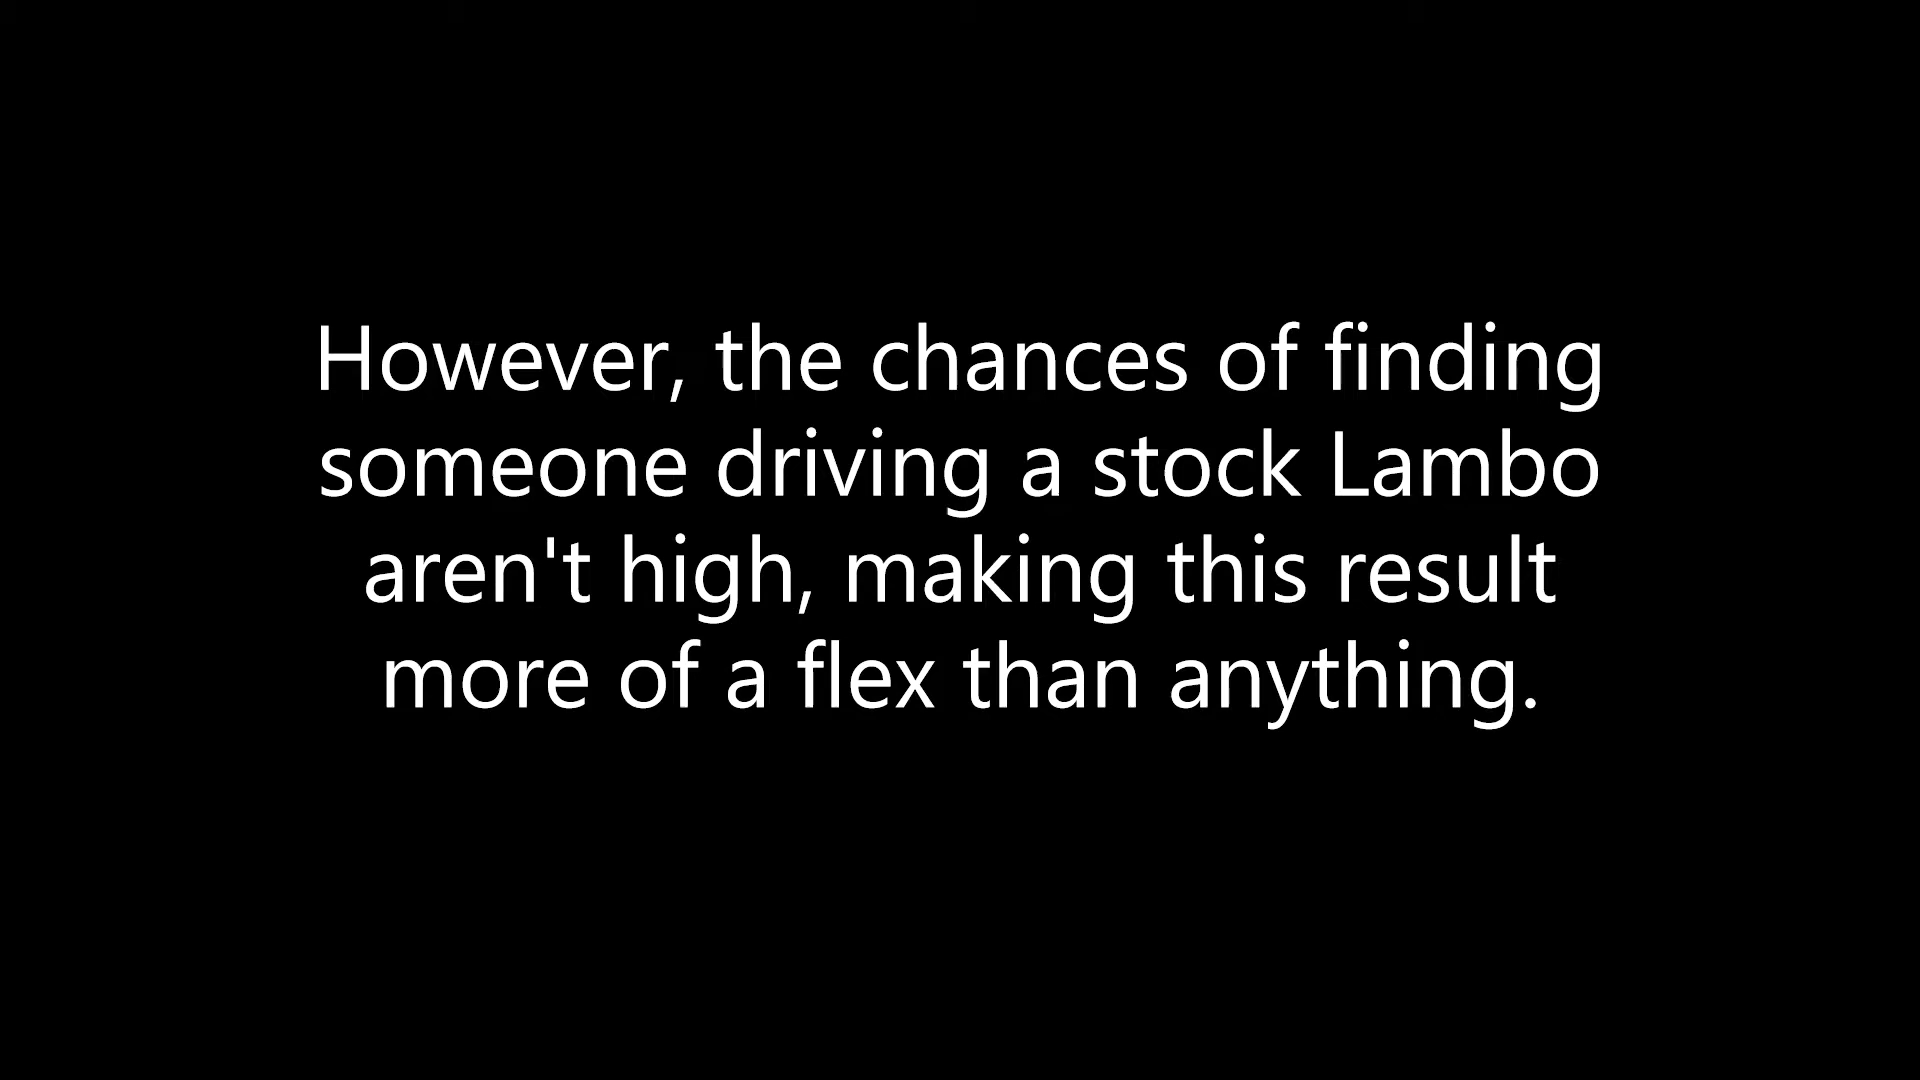 However, the chances of finding
someone driving a stock Lambo
aren't high, making this result
more of a flex than anything.